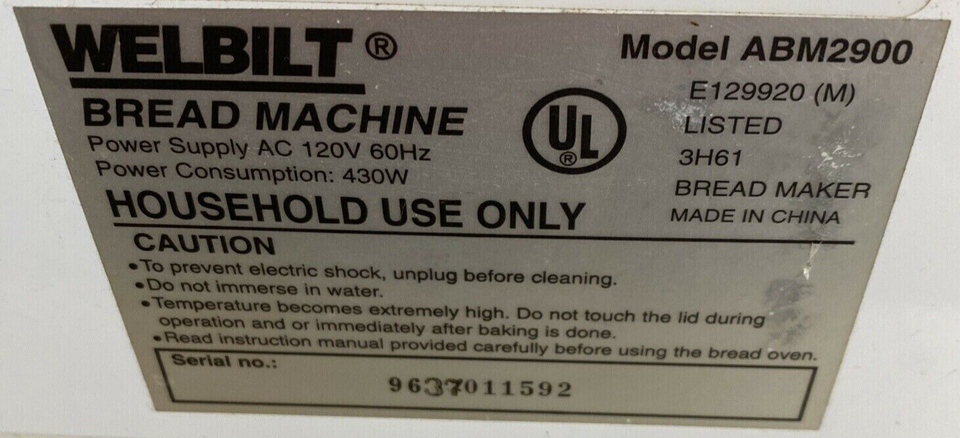 WELBILT®
Model ABM2900
BREAD MACHINE
Power Supply AC 120V 60Hz
Power Consumption: 430W
HOUSEHOLD USE ONLY
UL®
E129920 (M)
LISTED
3H61
BREAD MAKER
MADE IN CHINA
CAUTION
•To prevent electric shock, unplug before cleaning.
•Do not immerse in water.
•Temperature becomes extremely high. Do not touch the lid during
operation and or immediately after baking is done.
•Read instruction manual provided carefully before using the bread oven.
Serial no.:
9637011592